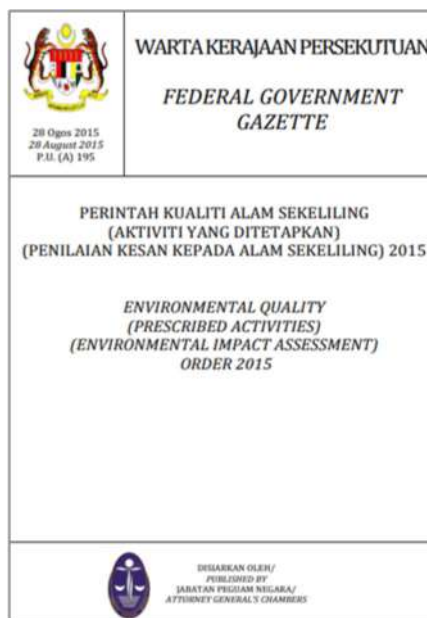 28 Ogos 2015
28 August 2015
P.U. (A) 195
WARTA KERAJAAN PERSEKUTUAN
FEDERAL GOVERNMENT
GAZETTE
PERINTAH KUALITI ALAM SEKELILING
(AKTIVITI YANG DITETAPKAN)
(PENILAIAN KESAN KEPADA ALAM SEKELILING) 2015
ENVIRONMENTAL QUALITY
(PRESCRIBED ACTIVITIES)
(ENVIRONMENTAL IMPACT ASSESSMENT)
ORDER 2015
DISIARKAN OLEH/
PUBLISHED BY
JABATAN PEGUAM NEGARA/
ATTORNEY GENERAL'S CHAMBERS